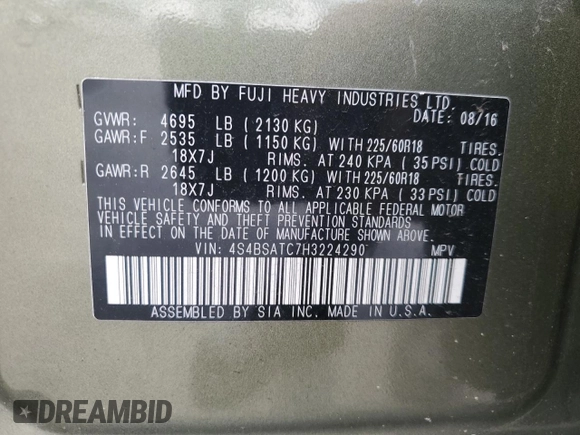 MFD BY FUJI HEAVY INDUSTRIES LTD.
GVWR: 4695 LB ( 2130 KG) DATE: 08/16
GAWR:F 2535 LB ( 1150 KG) WITH 225/60R18 TIRES.
18X7J RIMS. AT 240 KPA ( 35 PSI) COLD
GAWR:R 2645 LB ( 1200 KG) WITH 225/60R18 TIRES.
18X7J RIMS. AT 230 KPA ( 33 PSI) COLD
THIS VEHICLE CONFORMS TO ALL APPLICABLE FEDERAL MOTOR
VEHICLE SAFETY AND THEFT PREVENTION STANDARDS
IN EFFECT ON THE DATE OF MANUFACTURE SHOWN ABOVE.
VIN: 4S4BSATC7H3224290 MPV
ASSEMBLED BY SIA INC. MADE IN U.S.A.
DREAMBID